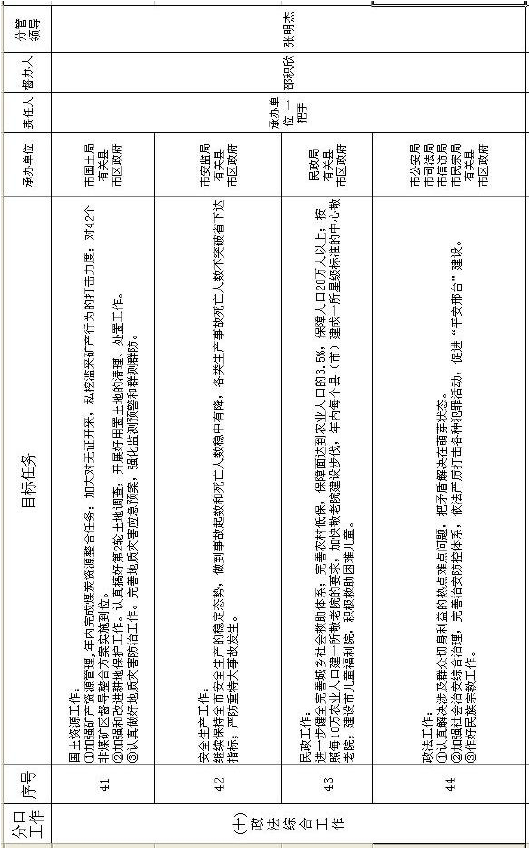 分口工作
序号
目标任务
承办单位
责任人
督办人
分管领导
(十)政法综合工作
41
国土资源工作:
①加强矿产资源管理,年内完成煤炭资源整合任务;加大对无证开采,私挖滥采矿产行为的打击力度;对42个
非煤矿区督导整合方案实施到位。
②加强和改进耕地保护工作。认真搞好第2轮土地调查;开展好用置土地的清理、处置工作。
③认真做好地质灾害防治工作。完善地质灾害应急预案,强化监测预警和群测群防。
市国土局
有关县
市区政府
42
安全生产工作:
继续保持全市安全生产的稳定态势,做到事故起数和死亡人数稳中有降,各类生产事故死亡人数不突破省下达
指标;严防重特大事故发生。
市安监局
有关县
市区政府
43
民政工作:
进一步健全完善城乡社会救助体系;完善农村低保,保障面达到农业人口的3.5%,保障人口20万人以上;按
照每10万农业人口建一所敬老院的要求,加快敬老院建设步伐,年内每个县(市)建成一所星级标准的中心敬
老院;建设市儿童福利院,积极救助困难儿童。
民政局
有关县
市区政府
44
政法工作:
①认真解决涉及群众切身利益的热点难点问题,把矛盾解决在萌芽状态。
②加强社会治安综合治理,完善治安防控体系,依法严厉打击各种犯罪活动,促进“平安邢台”建设。
③作好民族宗教工作。
市公安局
市司法局
市信访局
市民宗局
有关县
市区政府
承办单
位一
把手
邵积欣
张明杰